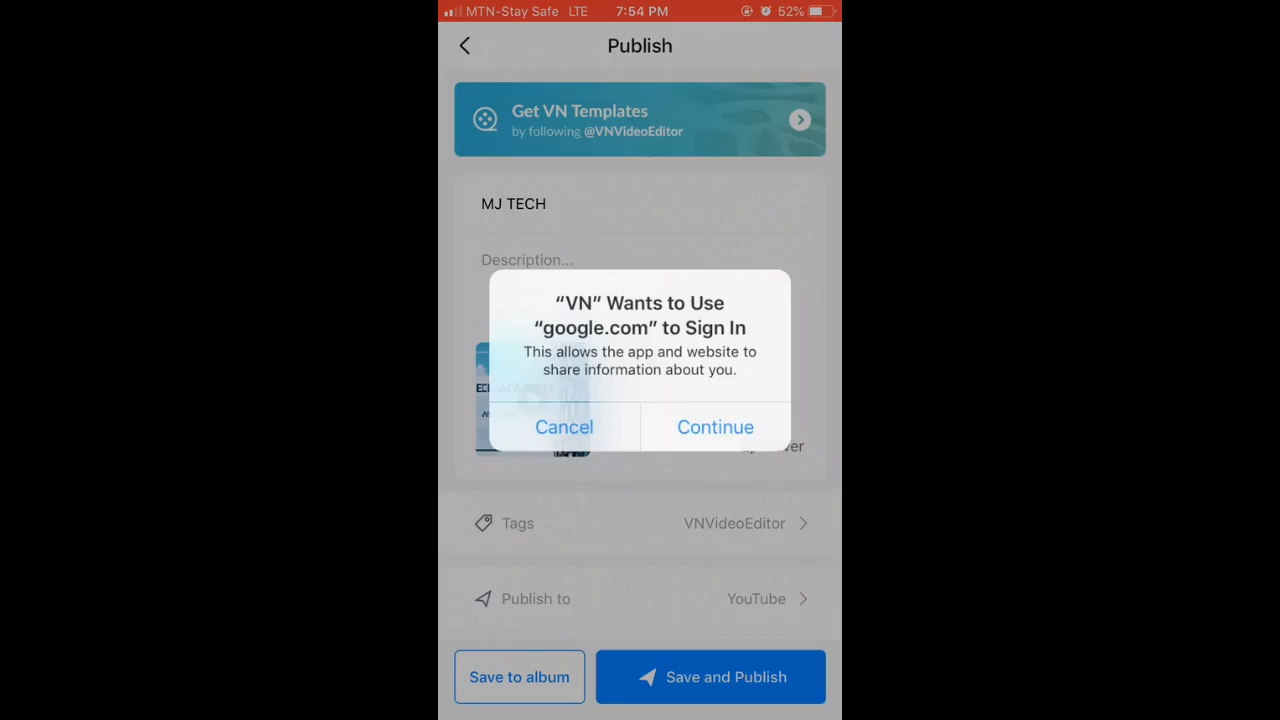 MTN-Stay Safe LTE 7:54 PM 52%
Publish
Get VN Templates
by following @VNVideoEditor
MJ TECH
Description...
“VN” Wants to Use
“google.com” to Sign In
This allows the app and website to
share information about you.
Cancel Continue
Tags VNVideoEditor
Publish to YouTube
Save to album Save and Publish